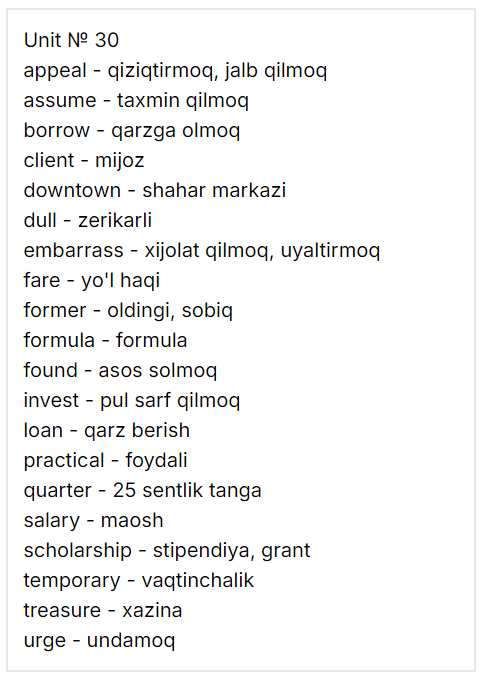 Unit № 30
appeal - qiziqtirmoq, jalb qilmoq
assume - taxmin qilmoq
borrow - qarzga olmoq
client - mijoz
downtown - shahar markazi
dull - zerikarli
embarrass - xijolat qilmoq, uyaltirmoq
fare - yo'l haqi
former - oldingi, sobiq
formula - formula
found - asos solmoq
invest - pul sarf qilmoq
loan - qarz berish
practical - foydali
quarter - 25 sentlik tanga
salary - maosh
scholarship - stipendiya, grant
temporary - vaqtinchalik
treasure - xazina
urge - undamoq